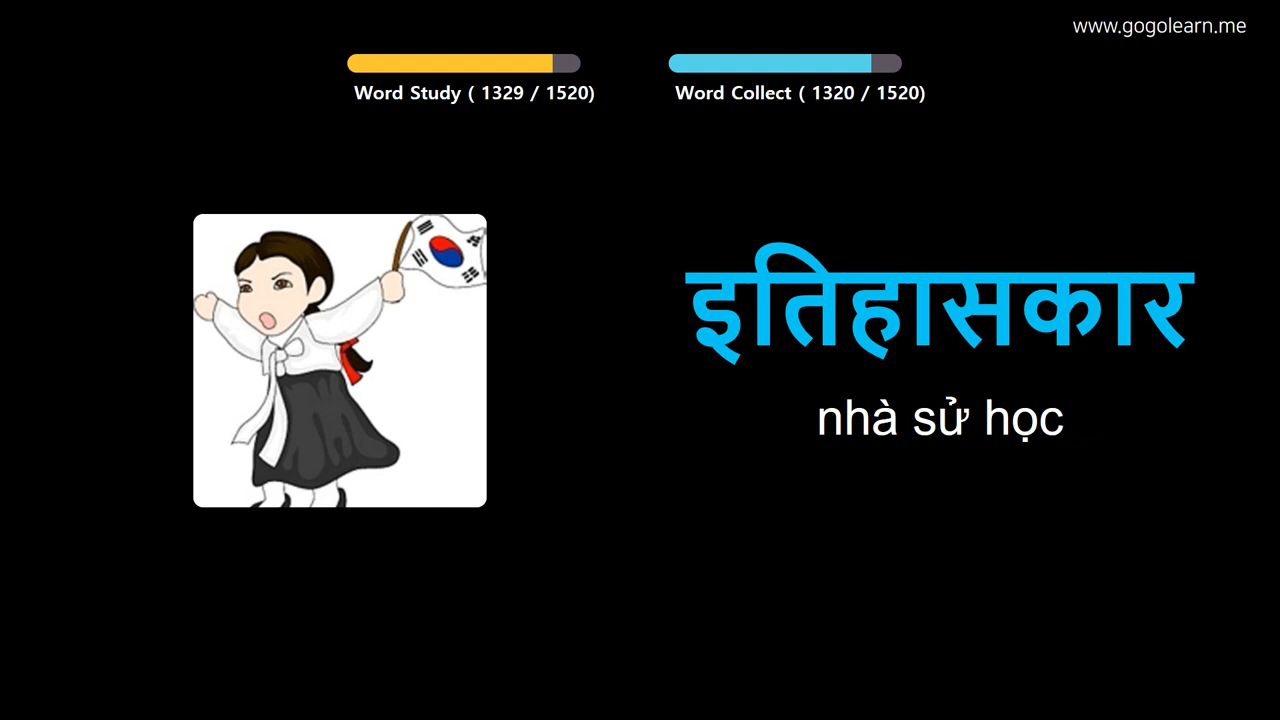 www.gogolearn.me
Word Study ( 1329 / 1520)
Word Collect ( 1320 / 1520)
इतिहासकार
nhà sử học